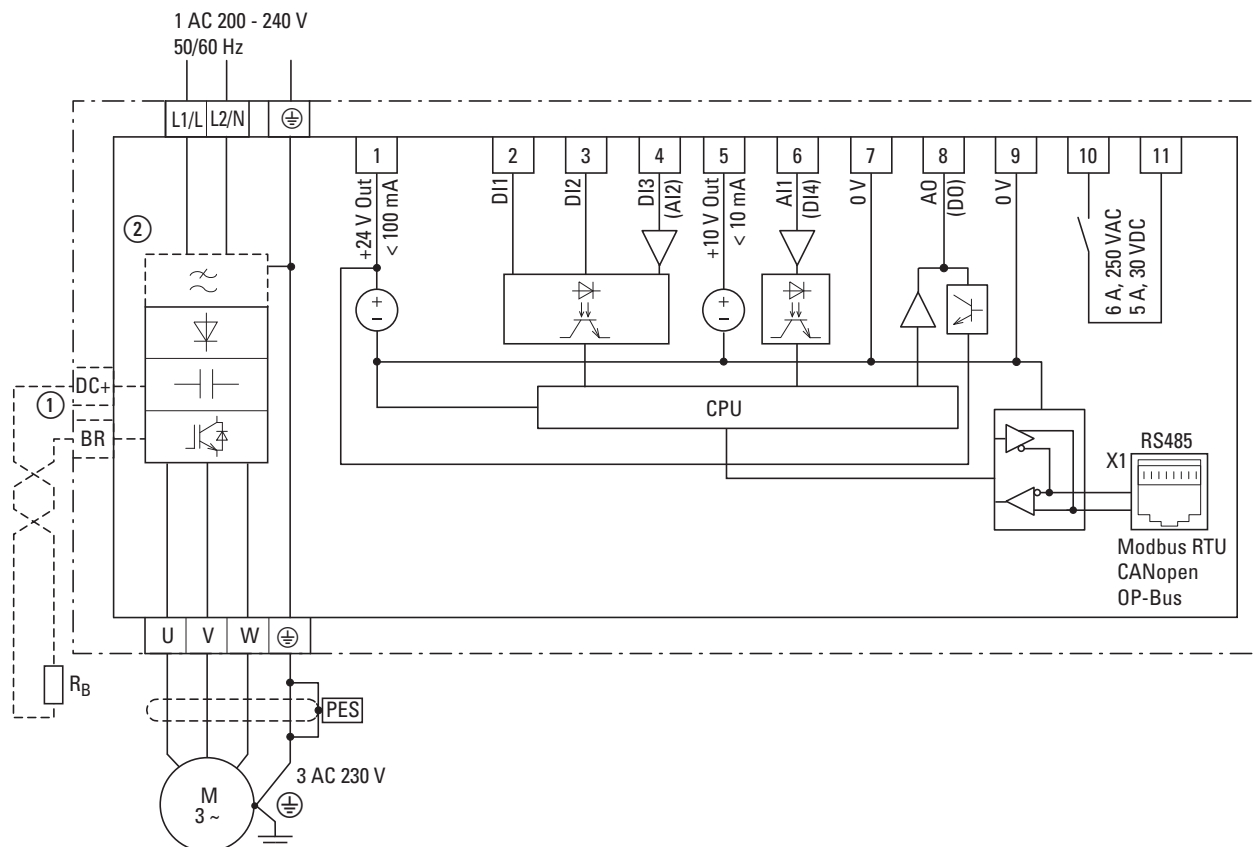 1 AC 200 - 240 V
50/60 Hz
L1/L
L2/N
1
2
3
4
5
6
7
8
9
10
11
+24 V Out
< 100 mA
DI1
DI2
DI3
(AI2)
+10 V Out
< 10 mA
AI1
(DI4)
0 V
AO
(DO)
0 V
6 A, 250 VAC
5 A, 30 VDC
2
+
−
+
−
DC+
1
BR
CPU
RS485
X1
Modbus RTU
CANopen
OP-Bus
U
V
W
RB
PES
3 AC 230 V
M
3 ~